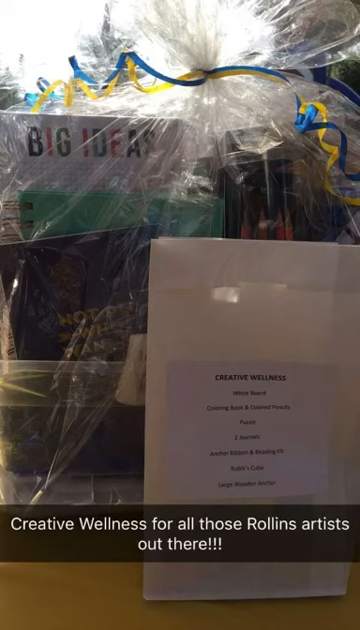 BIG IDEAS
CREATIVE WELLNESS
White Board
Coloring Book & Colored Pencils
Puzzle
2 Journals
Anchor Ribbon & Beading Kit
Rubik's Cube
Large Wooden Anchor
Creative Wellness for all those Rollins artists
out there!!!